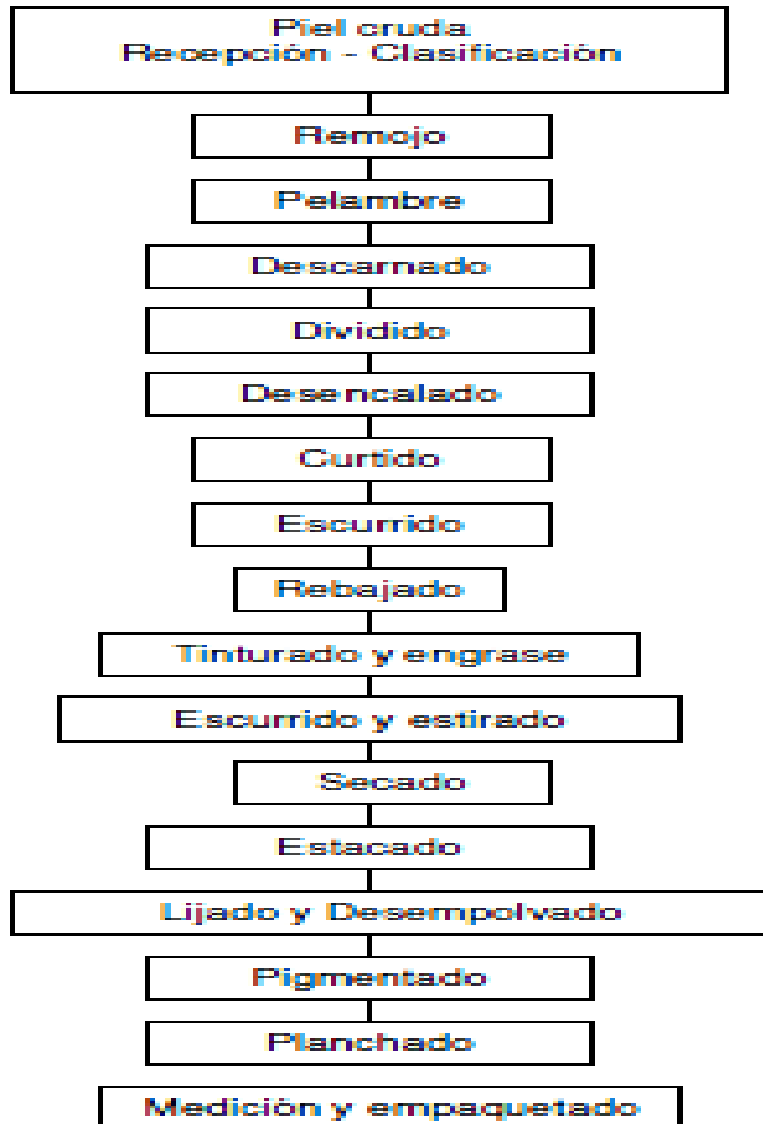 Piel cruda
Recepción - Clasificación
Remojo
Pelambre
Descarnado
Dividido
Desencalado
Curtido
Escurrido
Rebajado
Tinturado y engrase
Escurrido y estirado
Secado
Estacado
Lijado y Desempolvado
Pigmentado
Planchado
Medición y empaquetado